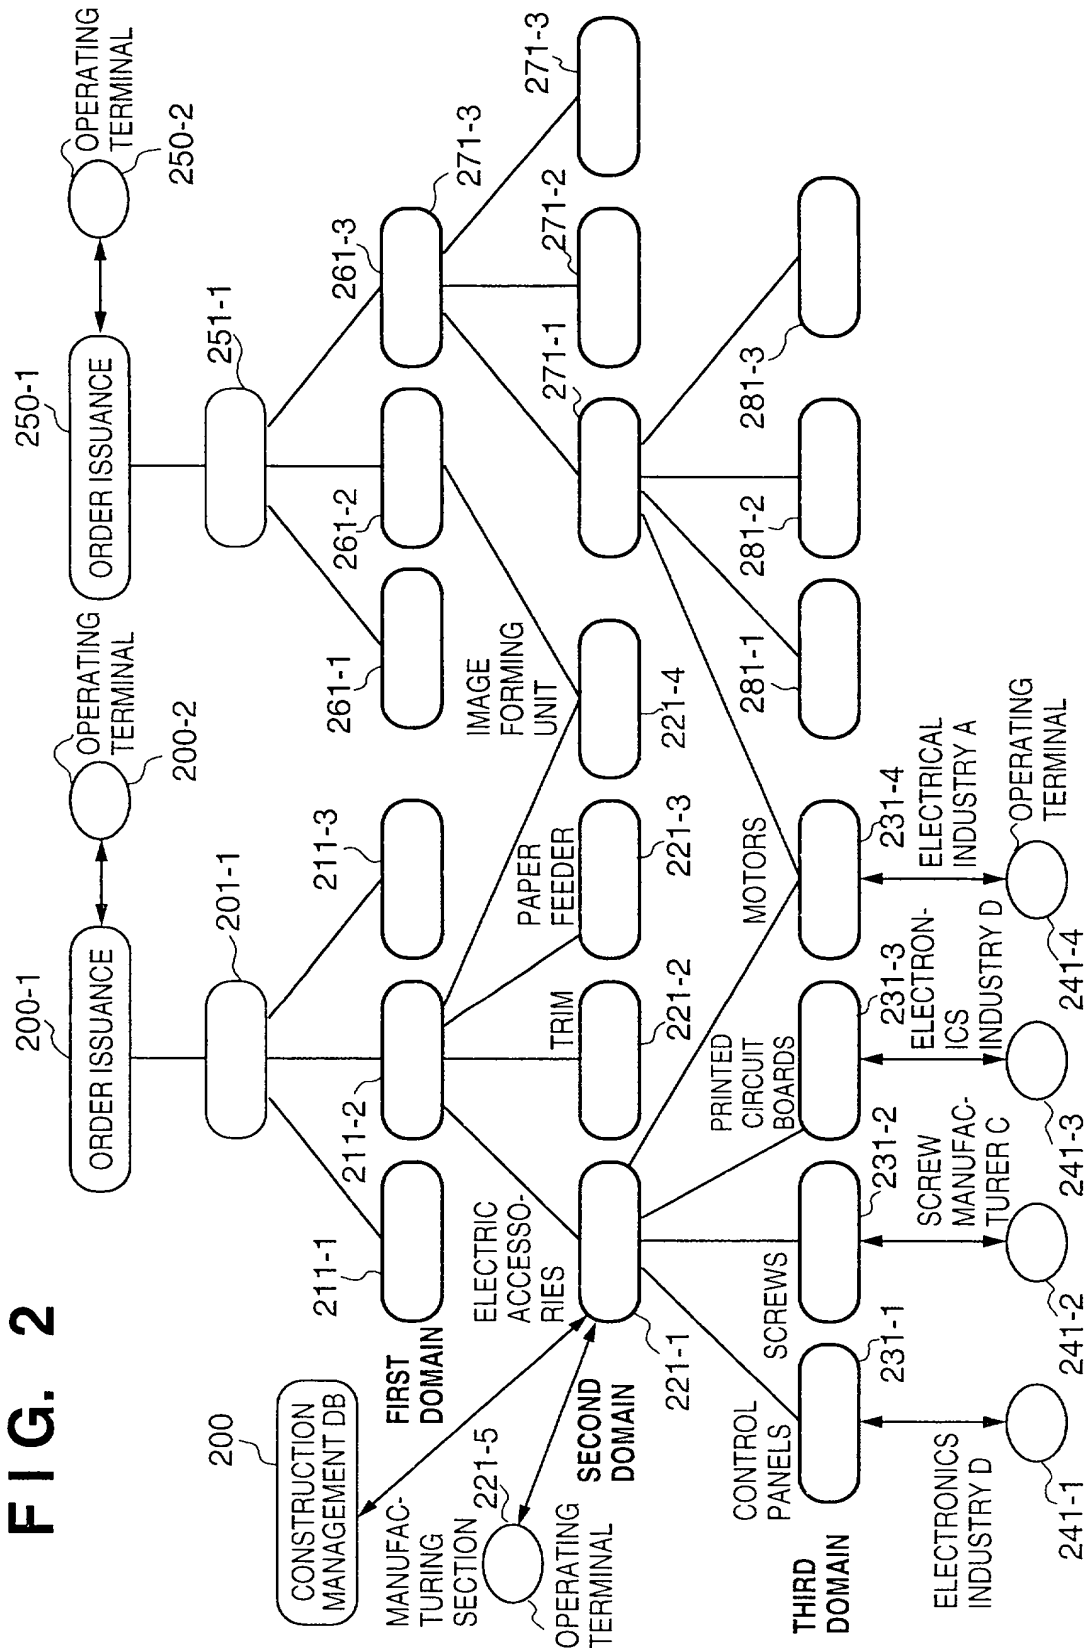 FIG. 2
200-1
ORDER ISSUANCE
OPERATING
TERMINAL
200-2
250-1
ORDER ISSUANCE
OPERATING
TERMINAL
250-2
201-1
251-1
200
CONSTRUCTION
MANAGEMENT DB
FIRST
DOMAIN
211-1
211-2
211-3
261-1
261-2
261-3
271-3
MANUFAC-
TURING
SECTION
221-5
OPERATING
TERMINAL
SECOND
DOMAIN
ELECTRIC
ACCESSO-
RIES
221-1
TRIM
221-2
PAPER
FEEDER
221-3
IMAGE
FORMING
UNIT
221-4
271-1
271-2
271-3
THIRD
DOMAIN
CONTROL
PANELS
231-1
SCREWS
231-2
PRINTED
CIRCUIT
BOARDS
231-3
MOTORS
231-4
281-1
281-2
281-3
ELECTRONICS
INDUSTRY D
241-1
SCREW
MANUFAC-
TURER C
241-2
ELECTRON-
ICS
INDUSTRY D
241-3
ELECTRICAL
INDUSTRY A
241-4
OPERATING
TERMINAL